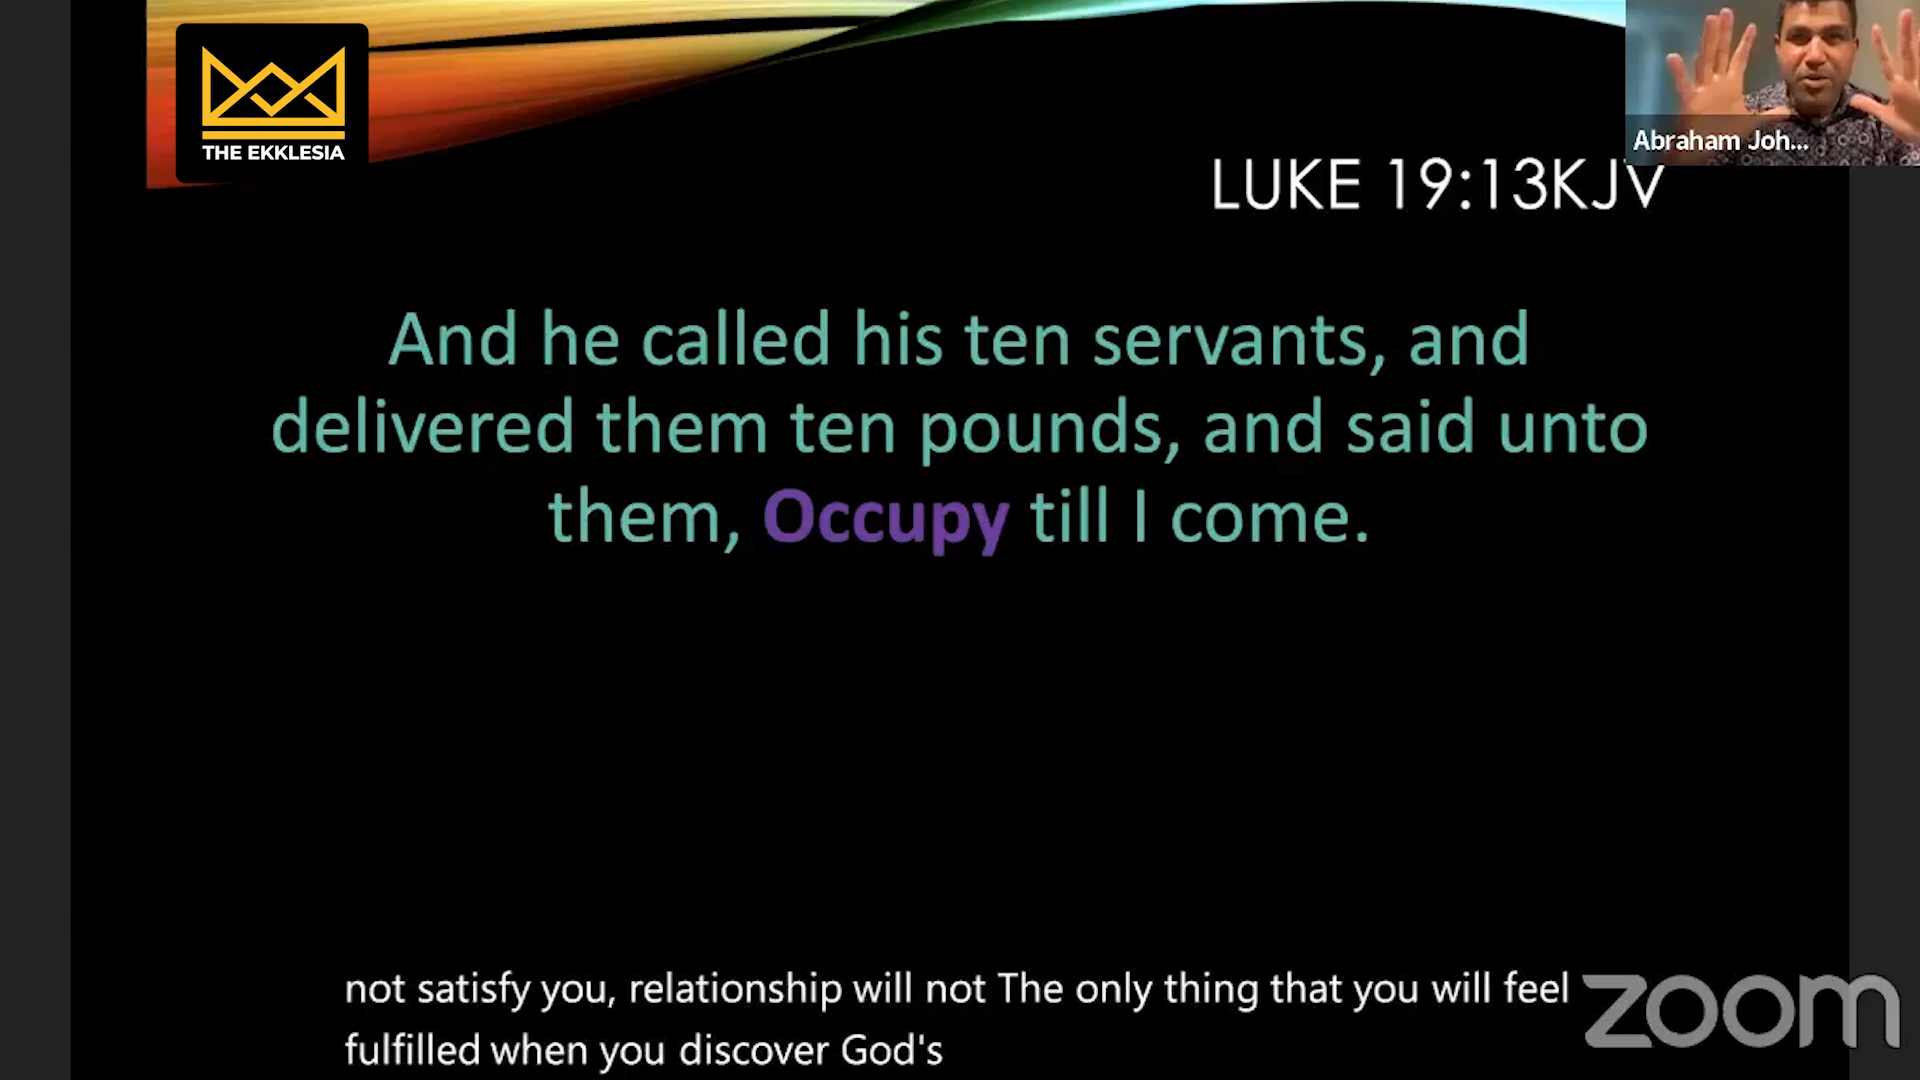 THE EKKLESIA
Abraham Joh...
LUKE 19:13KJV
And he called his ten servants, and
delivered them ten pounds, and said unto
them, Occupy till I come.
not satisfy you, relationship will not The only thing that you will feel
fulfilled when you discover God's
zoom